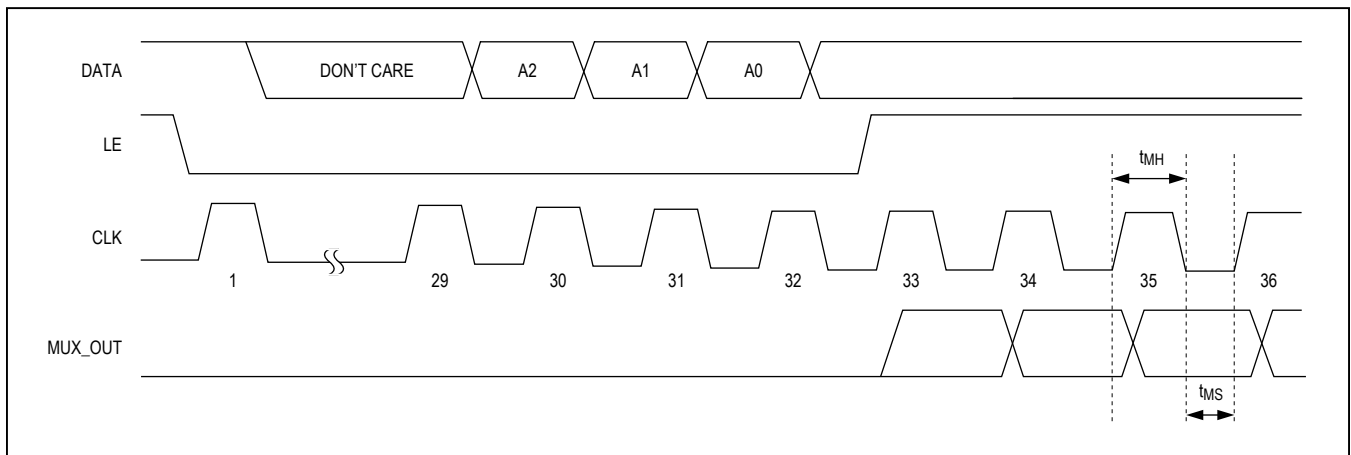 DATA DON'T CARE A2 A1 A0
LE
tMH
CLK
1 29 30 31 32 33 34 35 36
MUX_OUT
tMS